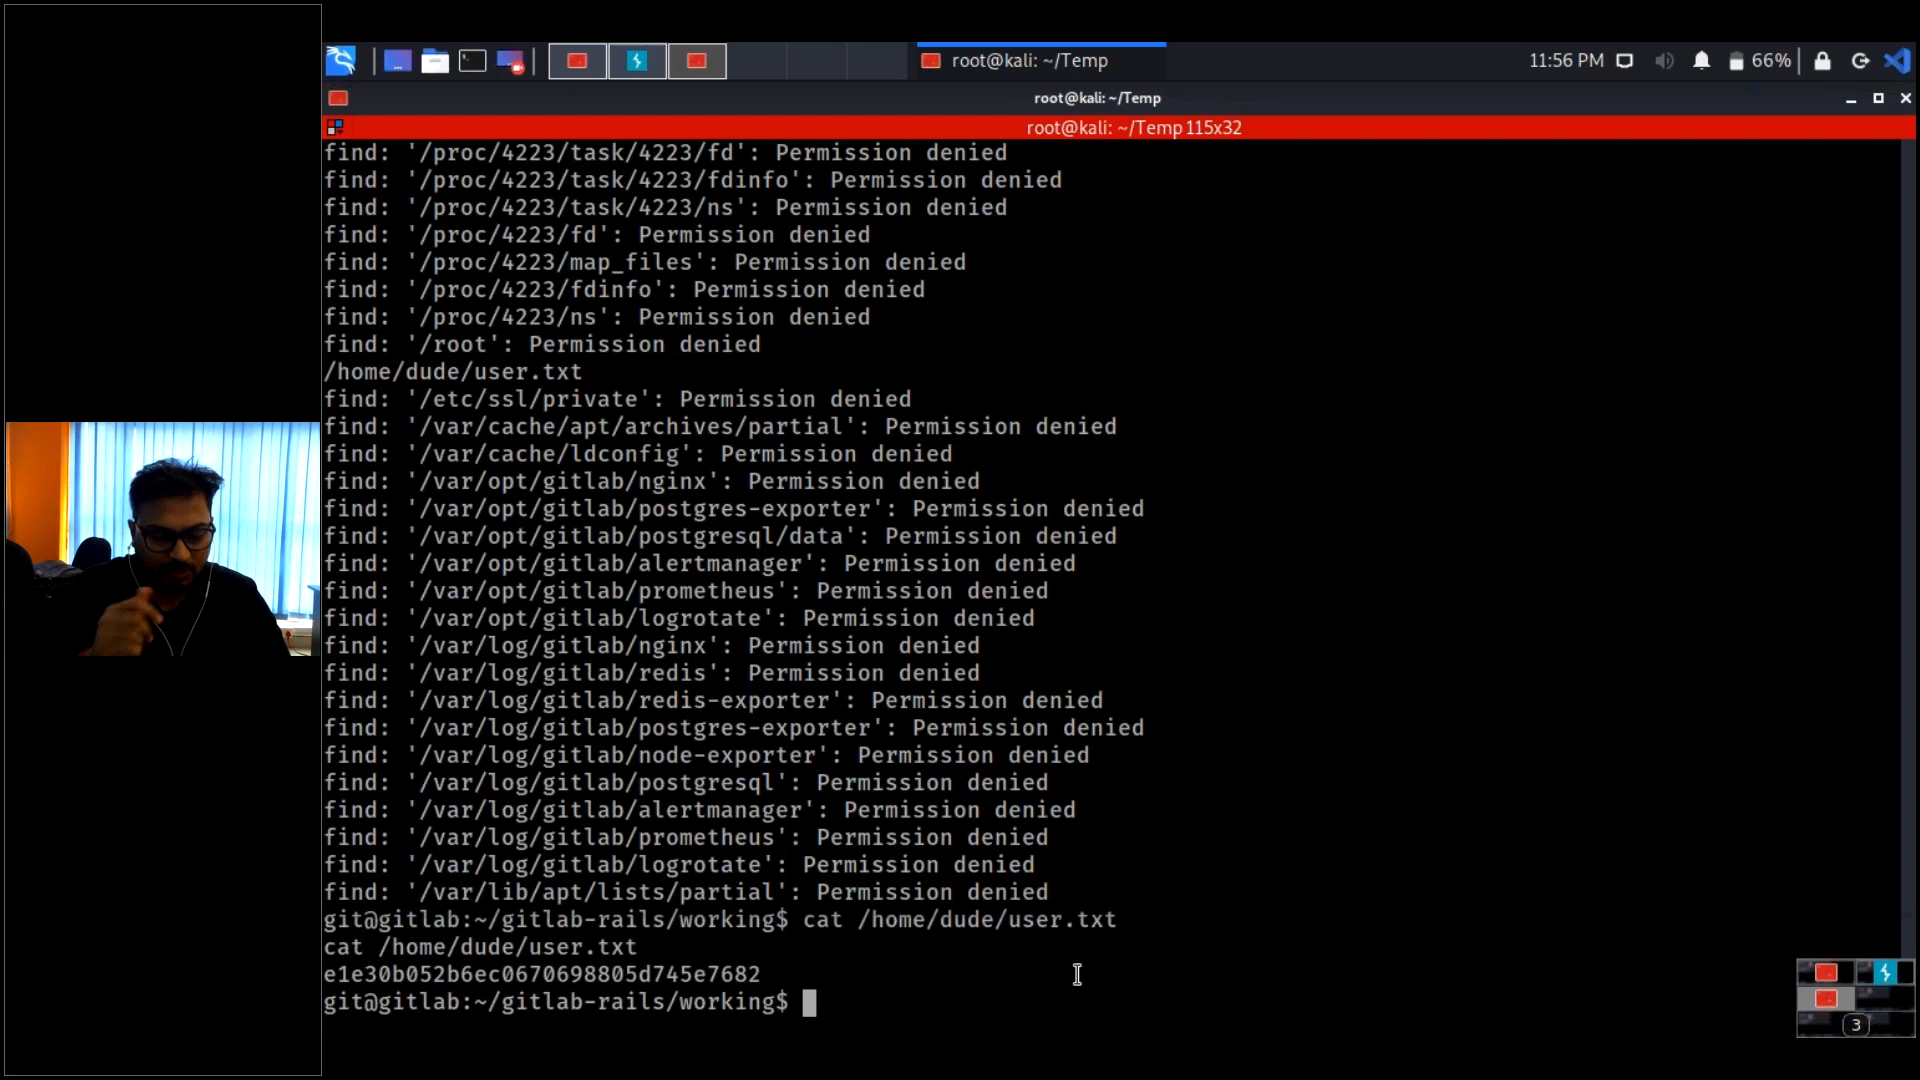 root@kali: ~/Temp
11:56 PM
66%
root@kali: ~/Temp
root@kali: ~/Temp 115x32
find: '/proc/4223/task/4223/fd': Permission denied
find: '/proc/4223/task/4223/fdinfo': Permission denied
find: '/proc/4223/task/4223/ns': Permission denied
find: '/proc/4223/fd': Permission denied
find: '/proc/4223/map_files': Permission denied
find: '/proc/4223/fdinfo': Permission denied
find: '/proc/4223/ns': Permission denied
find: '/root': Permission denied
/home/dude/user.txt
find: '/etc/ssl/private': Permission denied
find: '/var/cache/apt/archives/partial': Permission denied
find: '/var/cache/ldconfig': Permission denied
find: '/var/opt/gitlab/nginx': Permission denied
find: '/var/opt/gitlab/postgres-exporter': Permission denied
find: '/var/opt/gitlab/postgresql/data': Permission denied
find: '/var/opt/gitlab/alertmanager': Permission denied
find: '/var/opt/gitlab/prometheus': Permission denied
find: '/var/opt/gitlab/logrotate': Permission denied
find: '/var/log/gitlab/nginx': Permission denied
find: '/var/log/gitlab/redis': Permission denied
find: '/var/log/gitlab/redis-exporter': Permission denied
find: '/var/log/gitlab/postgres-exporter': Permission denied
find: '/var/log/gitlab/node-exporter': Permission denied
find: '/var/log/gitlab/postgresql': Permission denied
find: '/var/log/gitlab/alertmanager': Permission denied
find: '/var/log/gitlab/prometheus': Permission denied
find: '/var/log/gitlab/logrotate': Permission denied
find: '/var/lib/apt/lists/partial': Permission denied
git@gitlab:~/gitlab-rails/working$ cat /home/dude/user.txt
cat /home/dude/user.txt
e1e30b052b6ec0670698805d745e7682
git@gitlab:~/gitlab-rails/working$
3